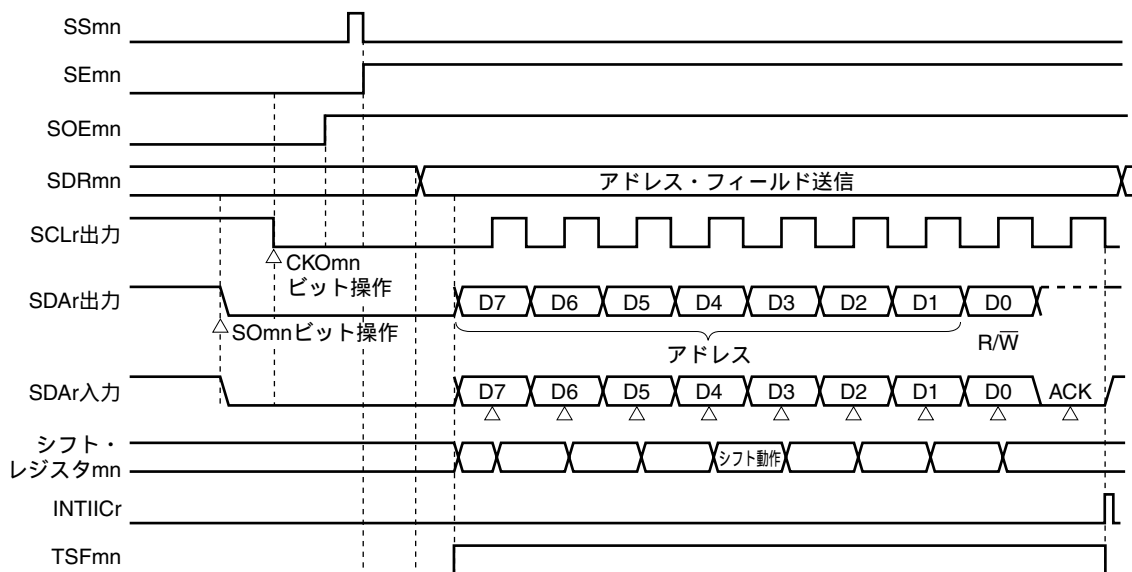 SSmn
SEmn
SOEmn
SDRmn
アドレス・フィールド送信
SCLr出力
CKOmn
ビット操作
SDAr出力
D7 D6 D5 D4 D3 D2 D1 D0
SOmnビット操作
アドレス
R/W̅
SDAr入力
D7 D6 D5 D4 D3 D2 D1 D0 ACK
シフト・
レジスタmn
シフト動作
INTIICr
TSFmn